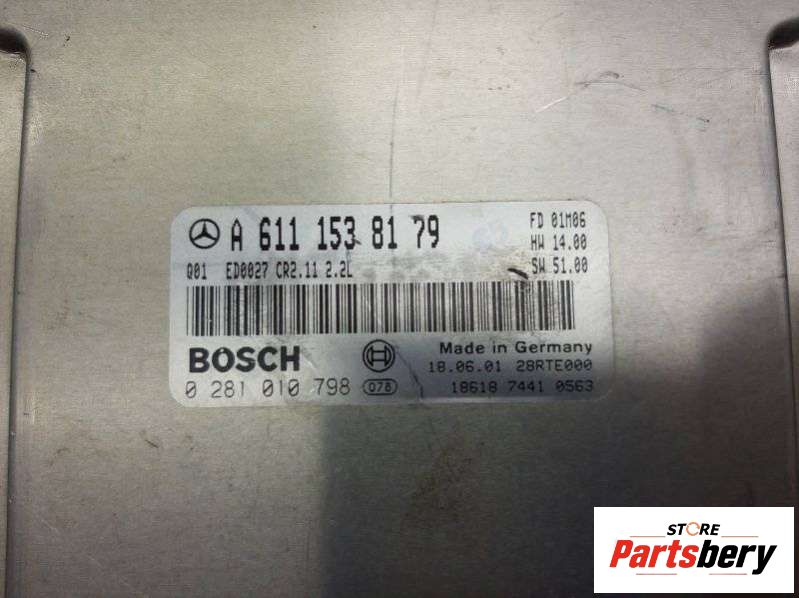 A 611 153 81 79
FD 01M06
HW 14.00
SW 51.00
Q01 ED0027 CR2.11 2.2L
BOSCH
Made in Germany
18.06.01 28RTE000
0 281 010 798 078
18618 7441 0563
STORE
Partsbery